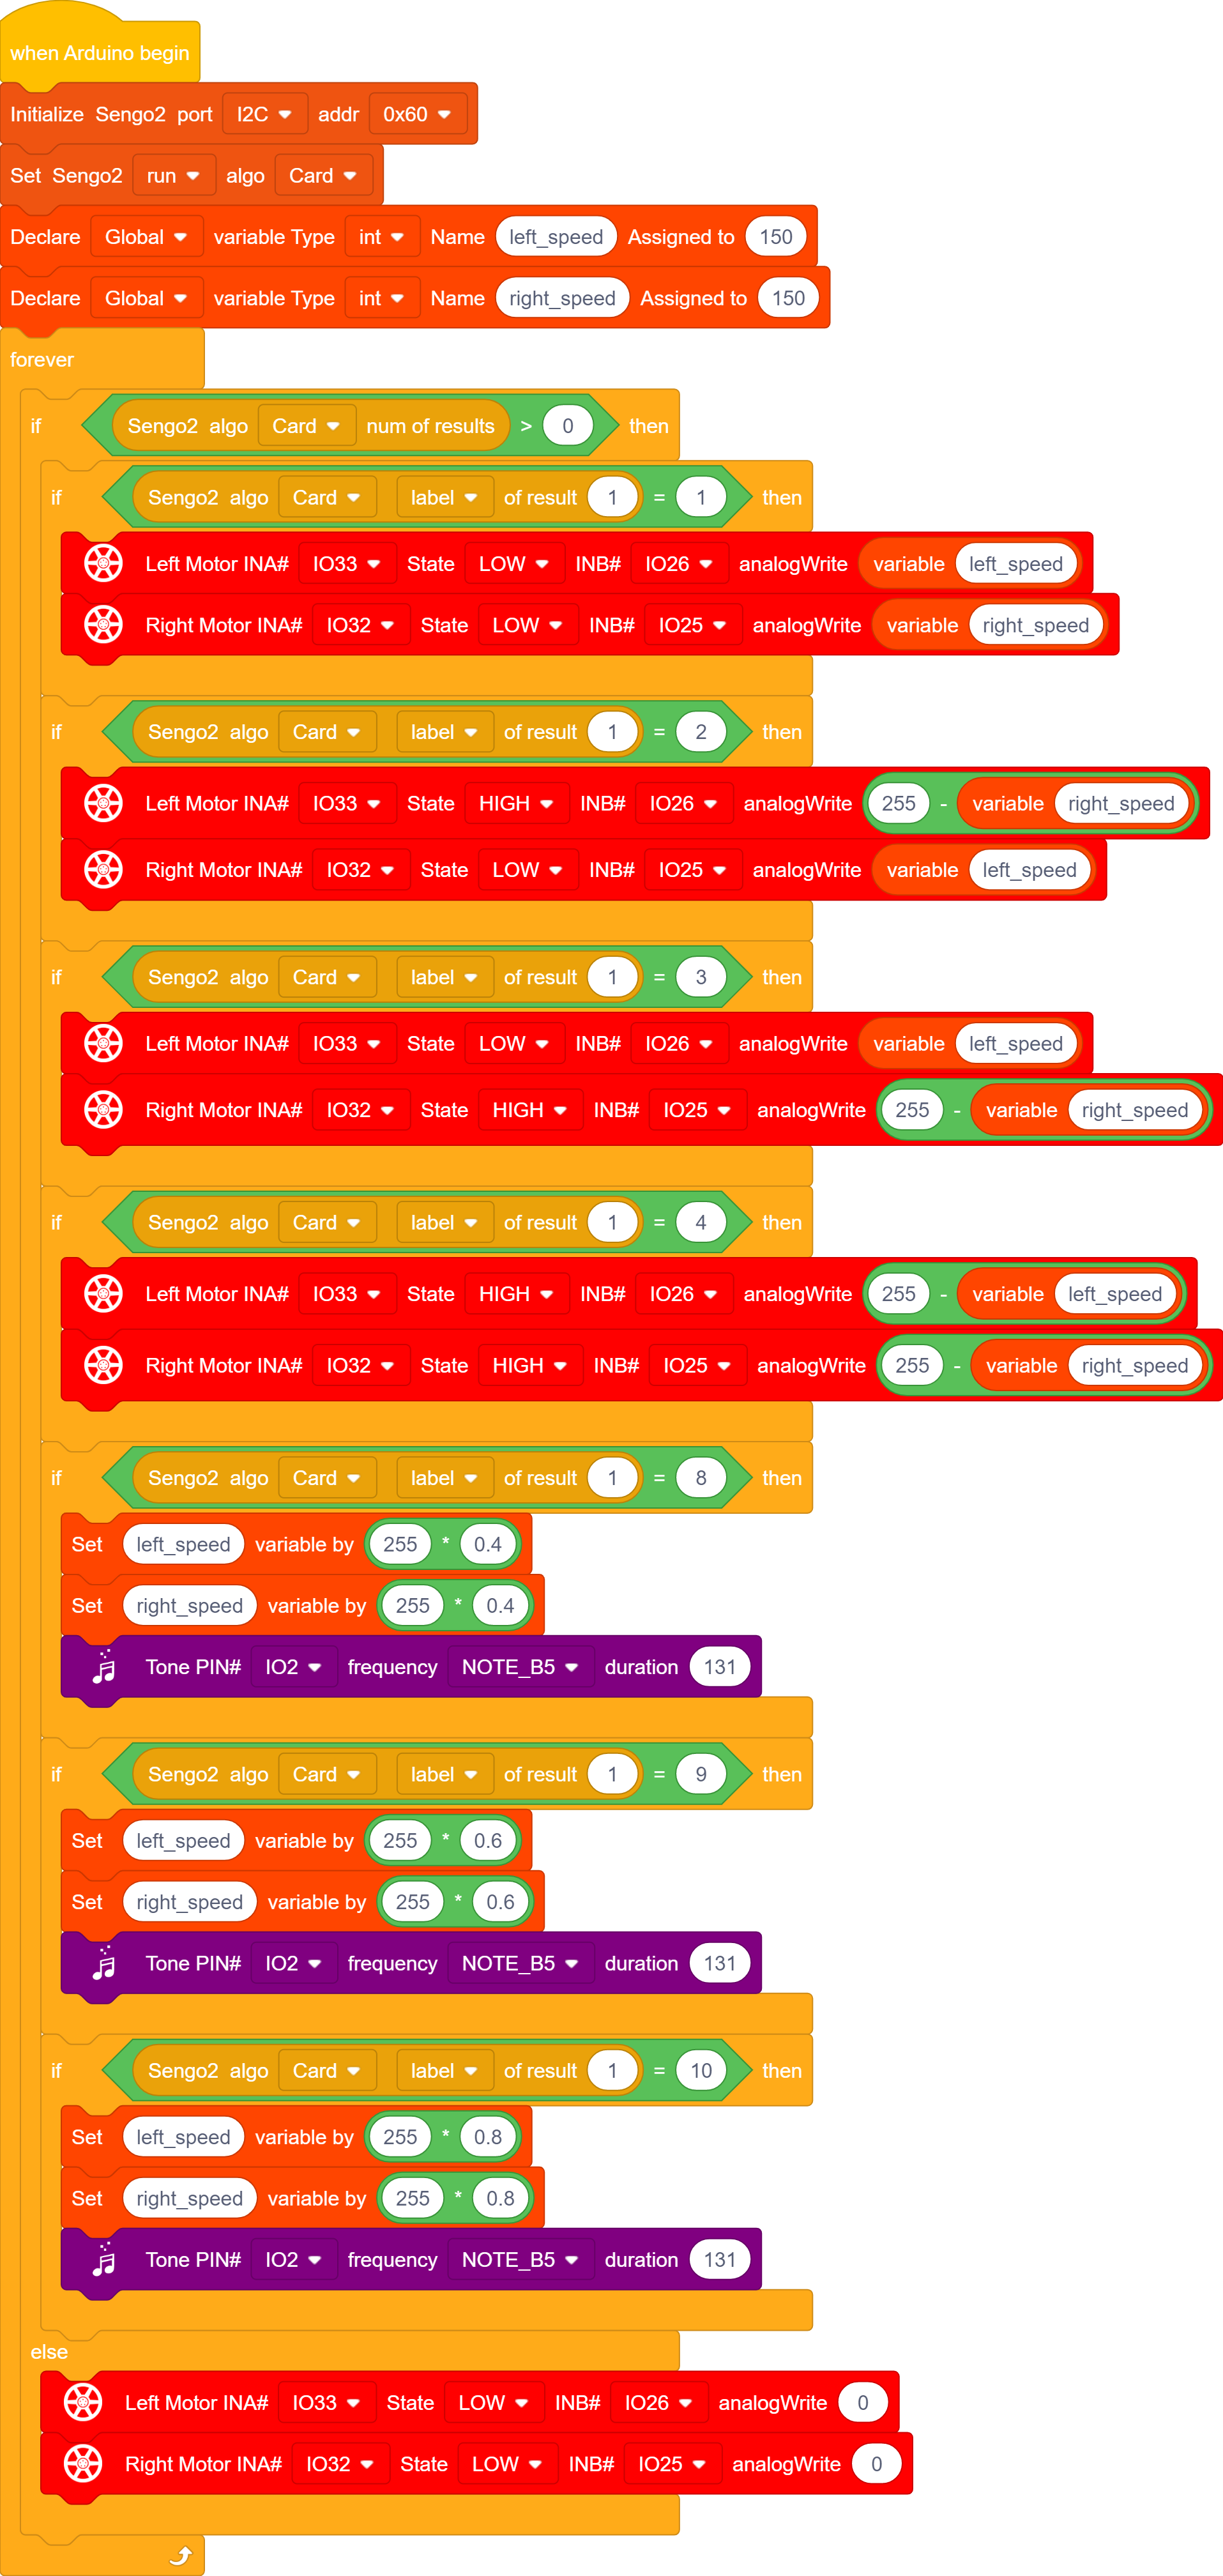 when Arduino begin
Initialize Sengo2 port I2C addr 0x60
Set Sengo2 run algo Card
Declare Global variable Type int Name left_speed Assigned to 150
Declare Global variable Type int Name right_speed Assigned to 150
forever
if Sengo2 algo Card num of results > 0 then
if Sengo2 algo Card label of result 1 = 1 then
Left Motor INA# IO33 State LOW INB# IO26 analogWrite variable left_speed
Right Motor INA# IO32 State LOW INB# IO25 analogWrite variable right_speed
if Sengo2 algo Card label of result 1 = 2 then
Left Motor INA# IO33 State HIGH INB# IO26 analogWrite 255 - variable right_speed
Right Motor INA# IO32 State LOW INB# IO25 analogWrite variable left_speed
if Sengo2 algo Card label of result 1 = 3 then
Left Motor INA# IO33 State LOW INB# IO26 analogWrite variable left_speed
Right Motor INA# IO32 State HIGH INB# IO25 analogWrite 255 - variable right_speed
if Sengo2 algo Card label of result 1 = 4 then
Left Motor INA# IO33 State HIGH INB# IO26 analogWrite 255 - variable left_speed
Right Motor INA# IO32 State HIGH INB# IO25 analogWrite 255 - variable right_speed
if Sengo2 algo Card label of result 1 = 8 then
Set left_speed variable by 255 * 0.4
Set right_speed variable by 255 * 0.4
Tone PIN# IO2 frequency NOTE_B5 duration 131
if Sengo2 algo Card label of result 1 = 9 then
Set left_speed variable by 255 * 0.6
Set right_speed variable by 255 * 0.6
Tone PIN# IO2 frequency NOTE_B5 duration 131
if Sengo2 algo Card label of result 1 = 10 then
Set left_speed variable by 255 * 0.8
Set right_speed variable by 255 * 0.8
Tone PIN# IO2 frequency NOTE_B5 duration 131
else
Left Motor INA# IO33 State LOW INB# IO26 analogWrite 0
Right Motor INA# IO32 State LOW INB# IO25 analogWrite 0